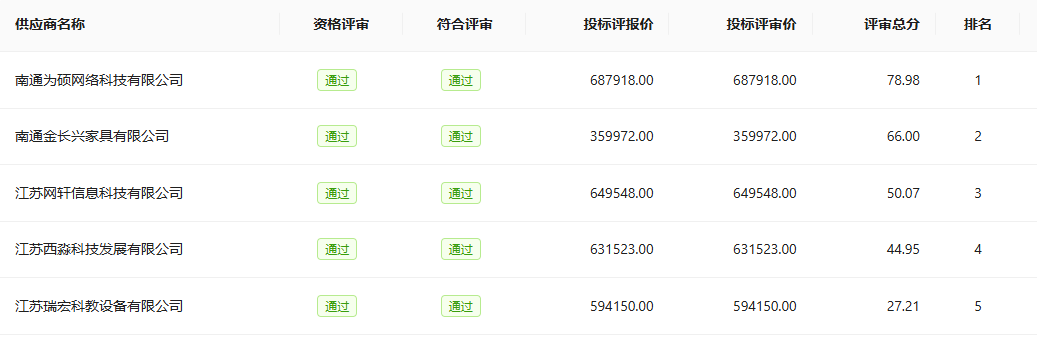 供应商名称 资格评审 符合评审 投标评报价 投标评审价 评审总分 排名
南通为硕网络科技有限公司 通过 通过 687918.00 687918.00 78.98 1
南通金长兴家具有限公司 通过 通过 359972.00 359972.00 66.00 2
江苏网轩信息科技有限公司 通过 通过 649548.00 649548.00 50.07 3
江苏西淼科技发展有限公司 通过 通过 631523.00 631523.00 44.95 4
江苏瑞宏科教设备有限公司 通过 通过 594150.00 594150.00 27.21 5